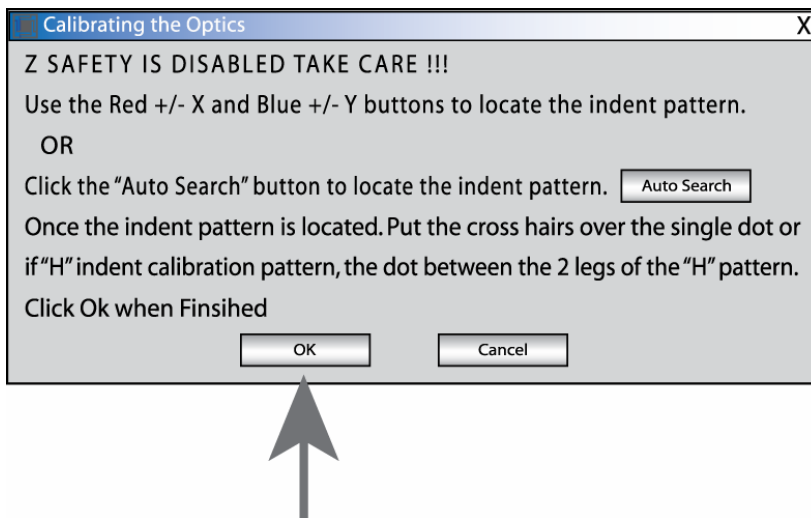 Calibrating the Optics X
Z SAFETY IS DISABLED TAKE CARE !!!
Use the Red +/- X and Blue +/- Y buttons to locate the indent pattern.
OR
Click the “Auto Search” button to locate the indent pattern. Auto Search
Once the indent pattern is located. Put the cross hairs over the single dot or
if “H” indent calibration pattern, the dot between the 2 legs of the “H” pattern.
Click Ok when Finsihed
OK Cancel